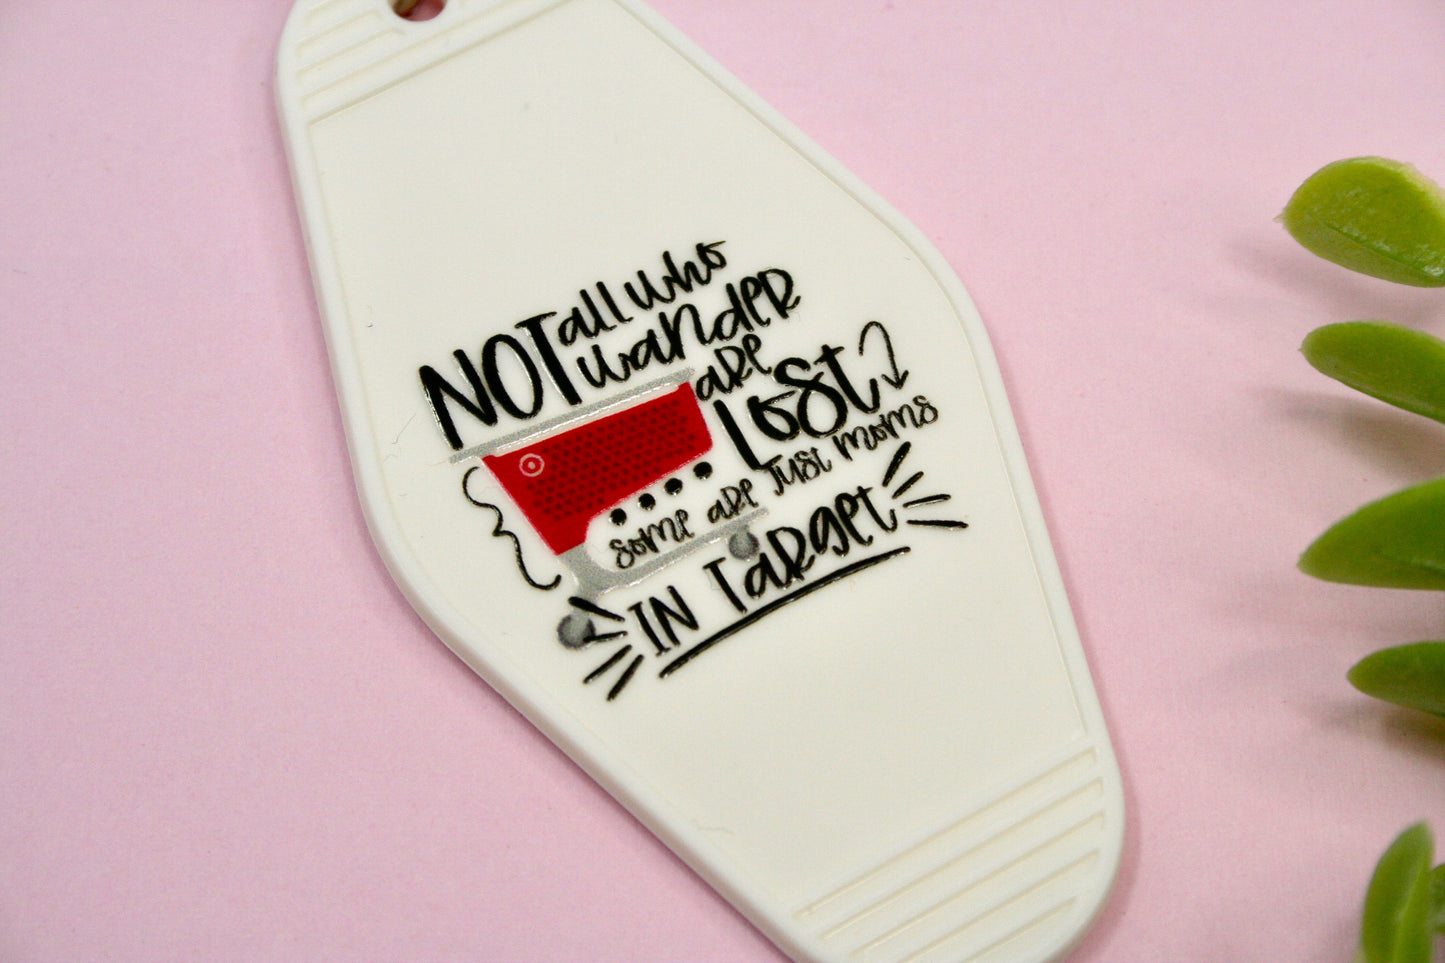 NOT all who
wander
are
Lost
some are Just moms
IN Target